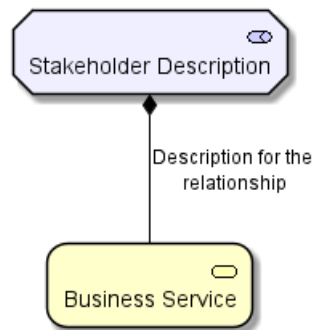 Stakeholder Description
Description for the
relationship
Business Service